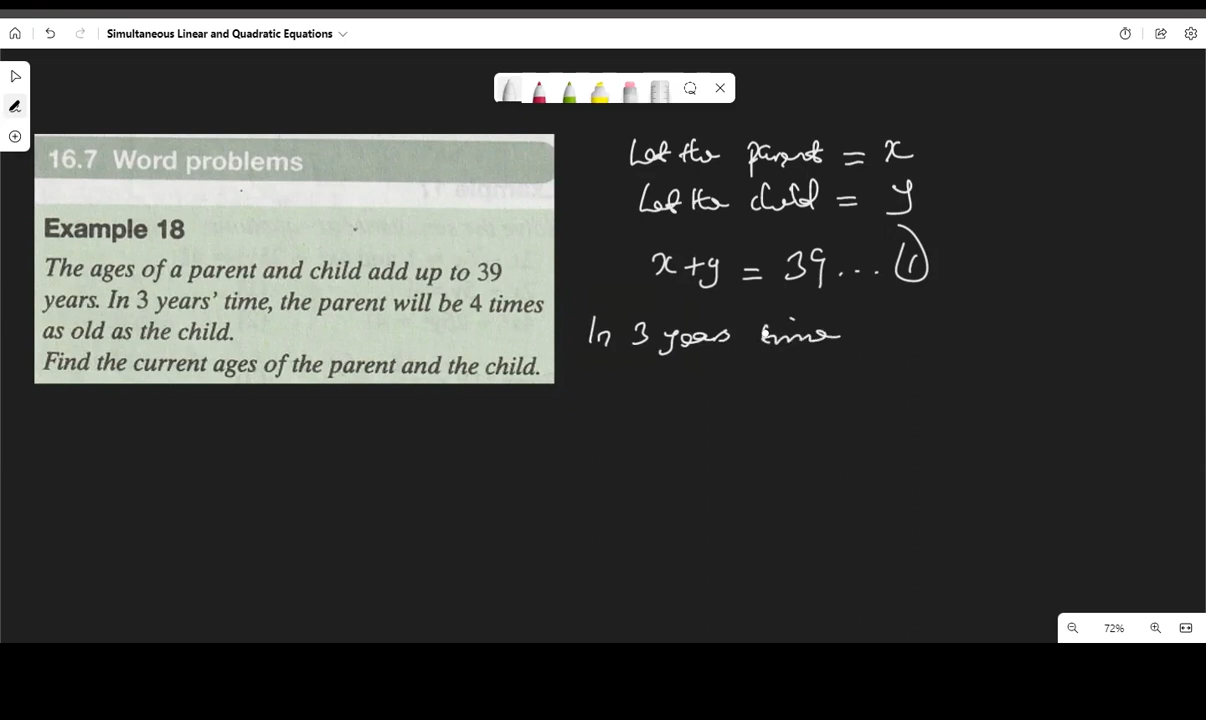 Simultaneous Linear and Quadratic Equations
16.7 Word problems
Example 18
The ages of a parent and child add up to 39
years. In 3 years' time, the parent will be 4 times
as old as the child.
Find the current ages of the parent and the child.
Let the parent = x
Let the child = y
x+y = 39 ... (1)
In 3 years time
72%